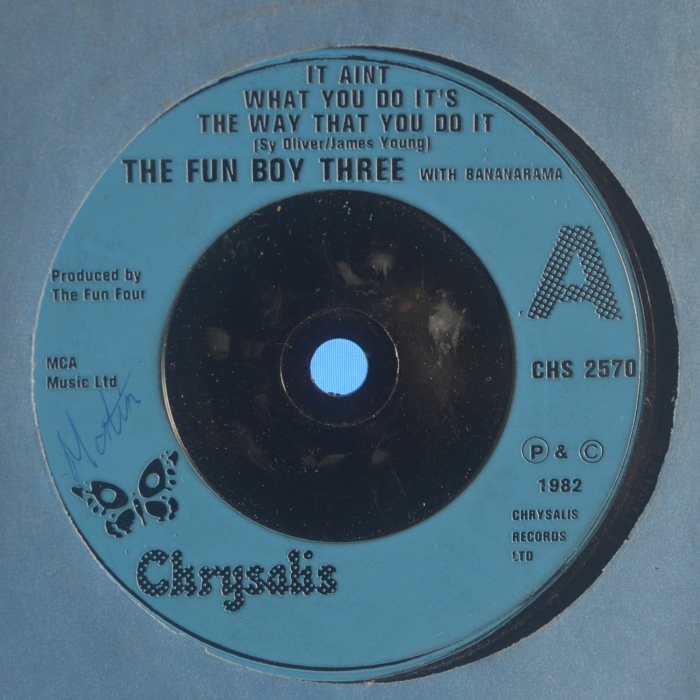 IT AINT
WHAT YOU DO IT'S
THE WAY THAT YOU DO IT
(Sy Oliver/James Young)
THE FUN BOY THREE WITH BANANARAMA
A
Produced by
The Fun Four
MCA
Music Ltd
CHS 2570
Martin
Ⓟ & ©
1982
CHRYSALIS
RECORDS
LTD
Chrysalis